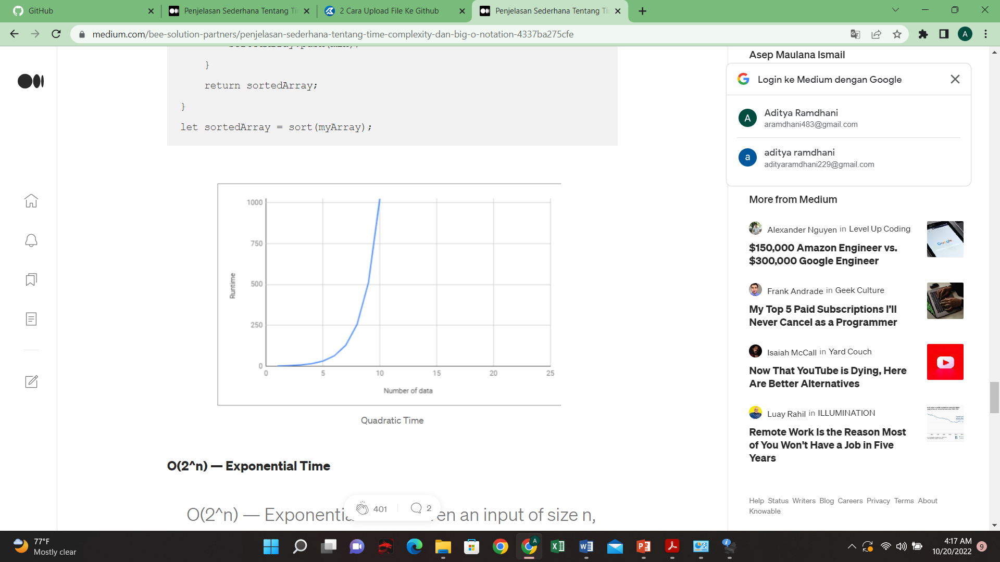 GitHub
Penjelasan Sederhana Tentang Ti
2 Cara Upload File Ke Github
Penjelasan Sederhana Tentang Ti
medium.com/bee-solution-partners/penjelasan-sederhana-tentang-time-complexity-dan-big-o-notation-4337ba275cfe
A
}
return sortedArray;
}
let sortedArray = sort(myArray);
1000
750
500
250
0
Runtime
0 5 10 15 20 25
Number of data
Quadratic Time
O(2^n) — Exponential Time
O(2^n) — Exponentia
en an input of size n,
401
2
Asep Maulana Ismail
Login ke Medium dengan Google
A
Aditya Ramdhani
aramdhani483@gmail.com
a
aditya ramdhani
adityaramdhani229@gmail.com
More from Medium
Alexander Nguyen in Level Up Coding
$150,000 Amazon Engineer vs.
$300,000 Google Engineer
Google
Frank Andrade in Geek Culture
My Top 5 Paid Subscriptions I’ll
Never Cancel as a Programmer
Isaiah McCall in Yard Couch
Now That YouTube is Dying, Here
Are Better Alternatives
Luay Rahil in ILLUMINATION
Remote Work Is the Reason Most
of You Won't Have a Job in Five
Years
Help Status Writers Blog Careers Privacy Terms About
Knowable
77°F
Mostly clear
A
4:17 AM
10/20/2022
9